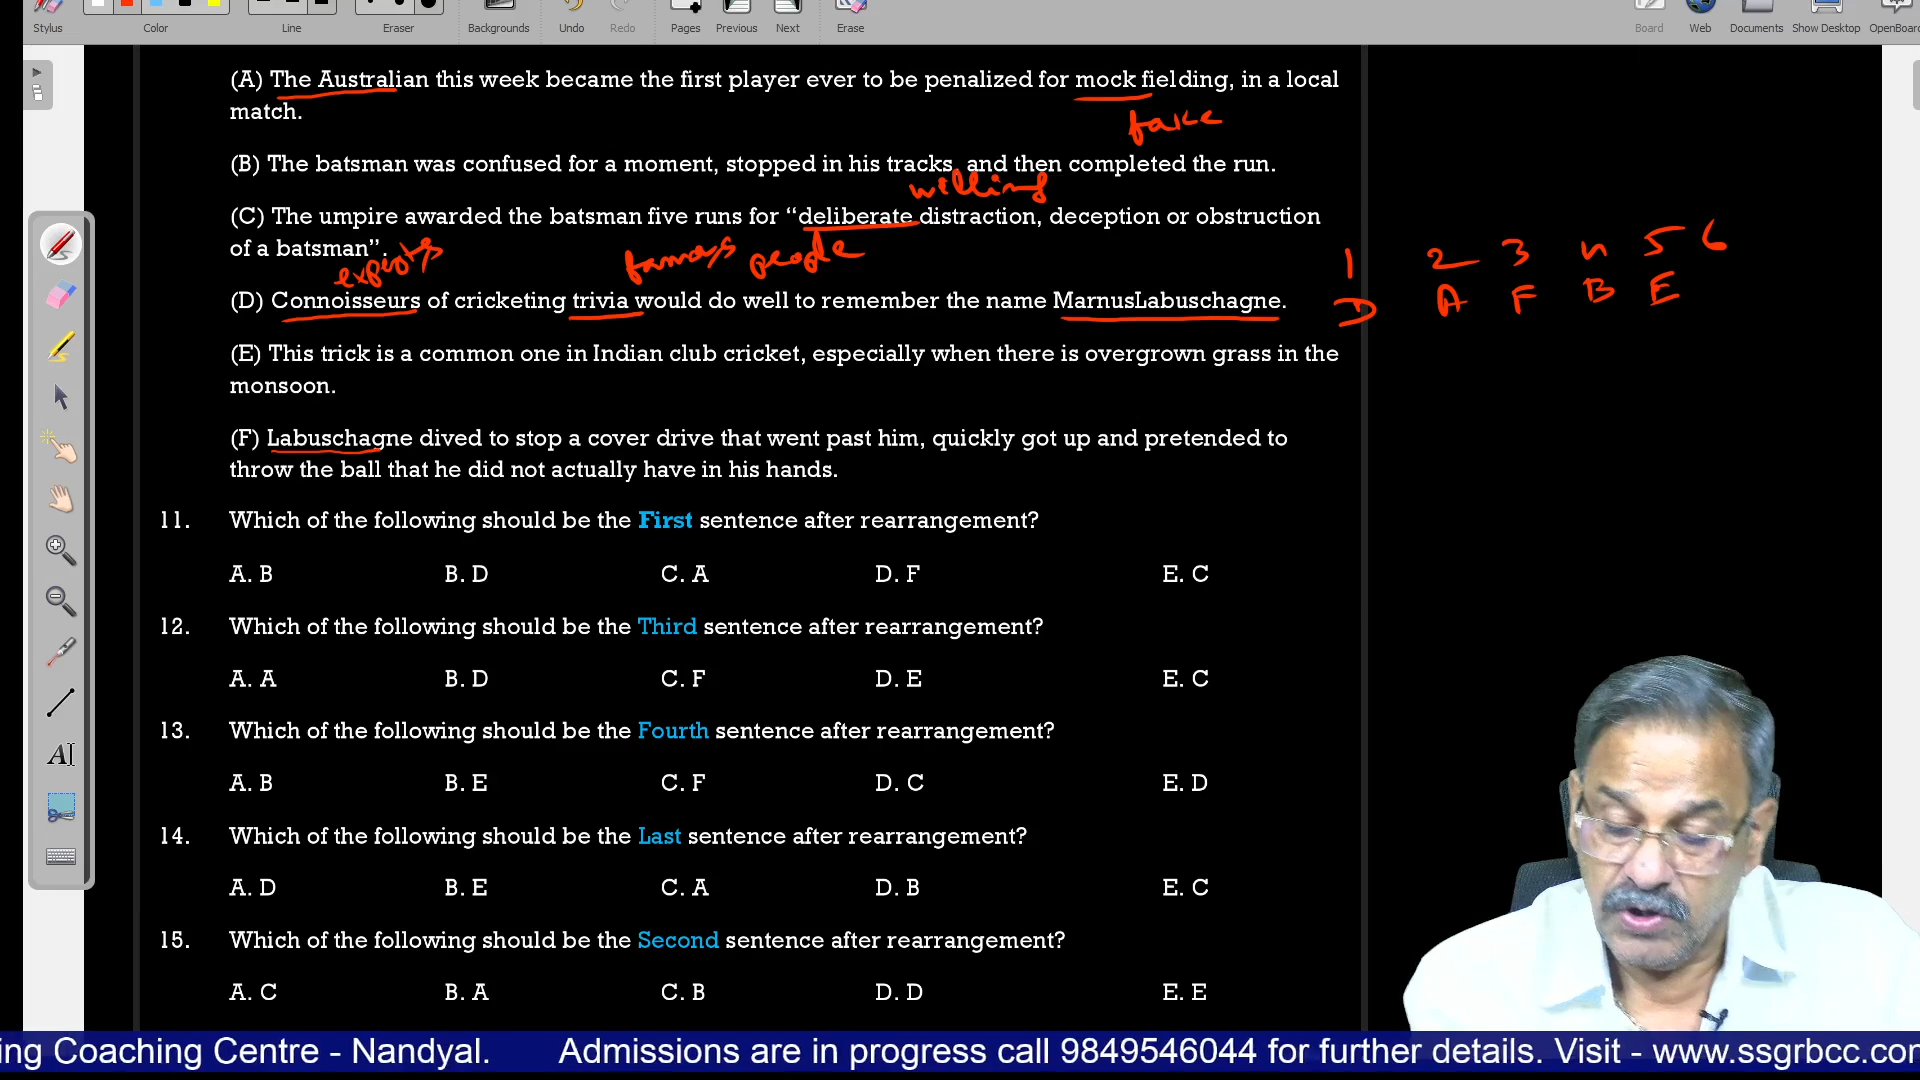 Stylus Color Line Eraser Backgrounds Undo Redo Pages Previous Next Erase Board Web Documents Show Desktop OpenBoard
(A) The Australian this week became the first player ever to be penalized for mock fielding, in a local
match.
fake
(B) The batsman was confused for a moment, stopped in his tracks, and then completed the run.
willing
(C) The umpire awarded the batsman five runs for “deliberate distraction, deception or obstruction
of a batsman”.
experts famous people
1 2 3 4 5 6
(D) Connoisseurs of cricketing trivia would do well to remember the name MarnusLabuschagne.
D A F B E
(E) This trick is a common one in Indian club cricket, especially when there is overgrown grass in the
monsoon.
(F) Labuschagne dived to stop a cover drive that went past him, quickly got up and pretended to
throw the ball that he did not actually have in his hands.
11. Which of the following should be the First sentence after rearrangement?
A. B B. D C. A D. F E. C
12. Which of the following should be the Third sentence after rearrangement?
A. A B. D C. F D. E E. C
13. Which of the following should be the Fourth sentence after rearrangement?
A. B B. E C. F D. C E. D
14. Which of the following should be the Last sentence after rearrangement?
A. D B. E C. A D. B E. C
15. Which of the following should be the Second sentence after rearrangement?
A. C B. A C. B D. D E. E
ing Coaching Centre - Nandyal. Admissions are in progress call 9849546044 for further details. Visit - www.ssgrbcc.con